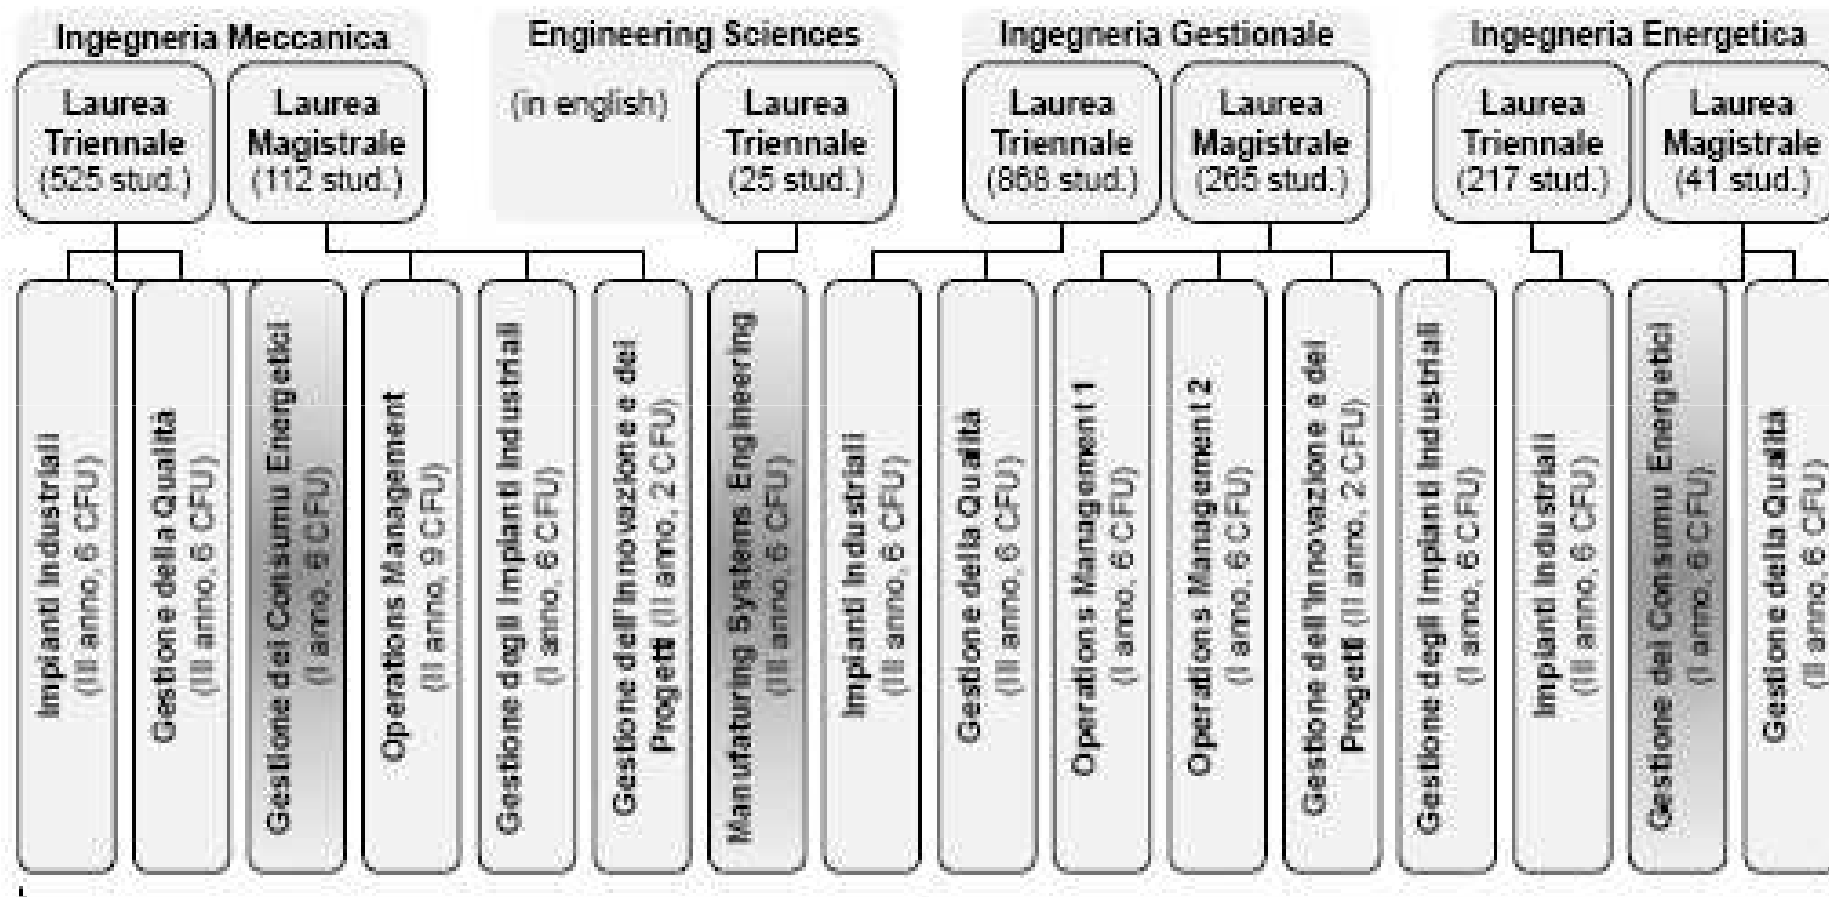 Ingegneria Meccanica
Laurea
Triennale
(525 stud.)
Laurea
Magistrale
(112 stud.)
Engineering Sciences
(in english)
Laurea
Triennale
(25 stud.)
Ingegneria Gestionale
Laurea
Triennale
(868 stud.)
Laurea
Magistrale
(265 stud.)
Ingegneria Energetica
Laurea
Triennale
(217 stud.)
Laurea
Magistrale
(41 stud.)
Impianti Industriali
(III anno, 6 CFU)
Gestione della Qualità
(III anno, 6 CFU)
Gestione dei Consumu Energetici
(I anno, 6 CFU)
Operations Management
(II anno, 9 CFU)
Gestione degli Impianti Industriali
(I anno, 6 CFU)
Gestione dell'Innovazione e dei
Progetti (II anno, 2 CFU)
Manufaturing Systems Engineering
(III anno, 6 CFU)
Impianti Industriali
(III anno, 6 CFU)
Gestione della Qualità
(III anno, 6 CFU)
Operations Management 1
(I anno, 6 CFU)
Operations Management 2
(I anno, 6 CFU)
Gestione dell'Innovazione e dei
Progetti (II anno, 2 CFU)
Gestione degli Impianti Industriali
(I anno, 6 CFU)
Impianti Industriali
(III anno, 6 CFU)
Gestione dei Consumu Energetici
(I anno, 6 CFU)
Gestione della Qualità
(II anno, 6 CFU)